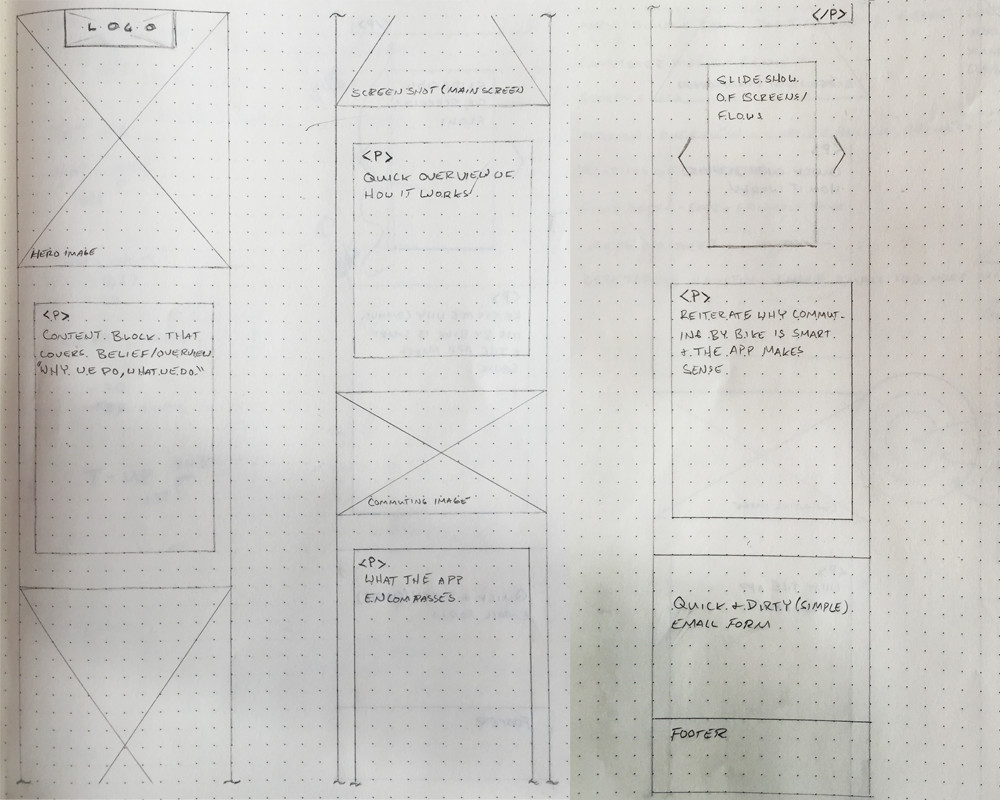 LOGO
HERO IMAGE
<P>
CONTENT BLOCK THAT
COVERS BELIEF/OVERVIEW
"WHY WE DO, WHAT WE DO."
SCREENSHOT (MAIN SCREEN
<P>
QUICK OVERVIEW OF
HOW IT WORKS/
COMMUTING IMAGE
<P>
WHAT THE APP
ENCOMPASSES.
</P>
SLIDESHOW
OF (SCREENS/
FLOWS
<P>
REITERATE WHY COMMUT-
ING BY BIKE IS SMART
+ THE APP MAKES
SENSE.
QUICK + DIRTY (SIMPLE)
EMAIL FORM
FOOTER